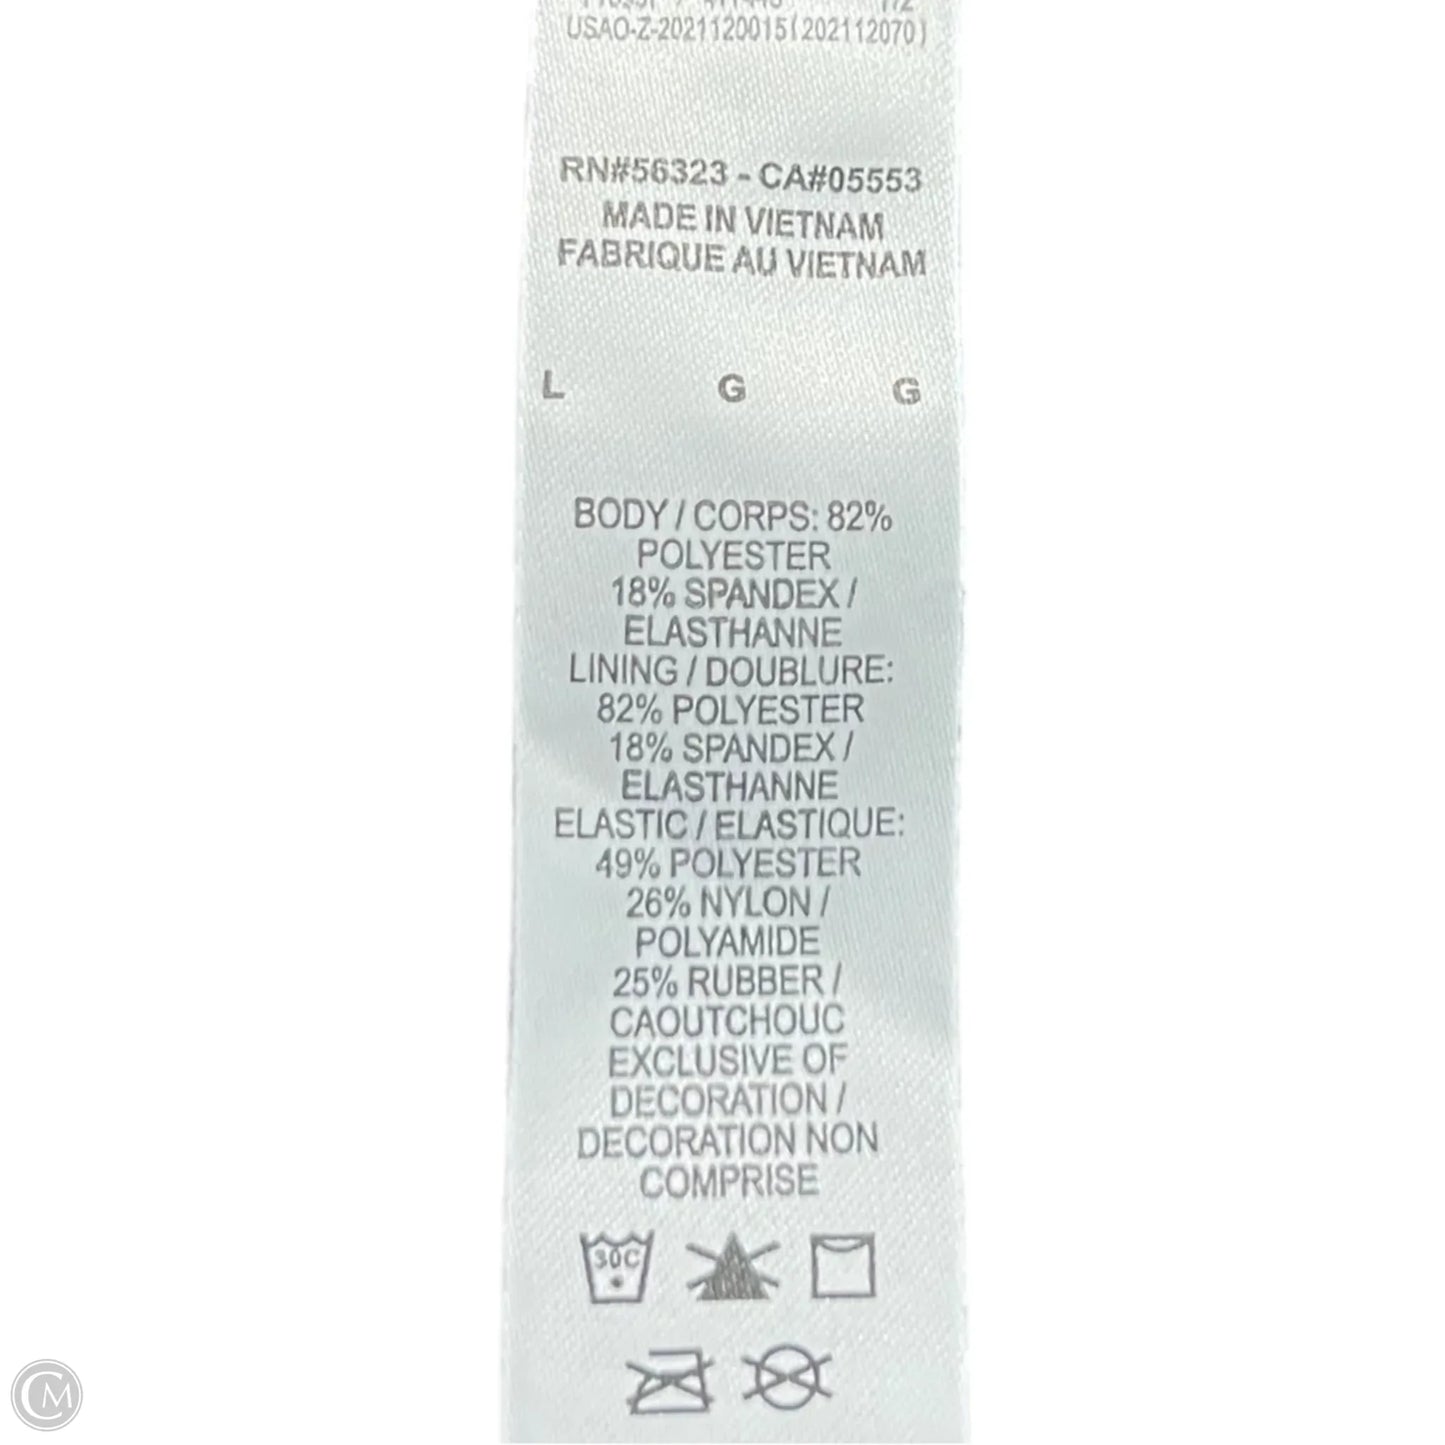 USAO-Z-2021120015(202112070)
RN#56323 - CA#05553
MADE IN VIETNAM
FABRIQUE AU VIETNAM
L G G
BODY / CORPS: 82%
POLYESTER
18% SPANDEX /
ELASTHANNE
LINING / DOUBLURE:
82% POLYESTER
18% SPANDEX /
ELASTHANNE
ELASTIC / ELASTIQUE:
49% POLYESTER
26% NYLON /
POLYAMIDE
25% RUBBER /
CAOUTCHOUC
EXCLUSIVE OF
DECORATION /
DECORATION NON
COMPRISE
30C
CM